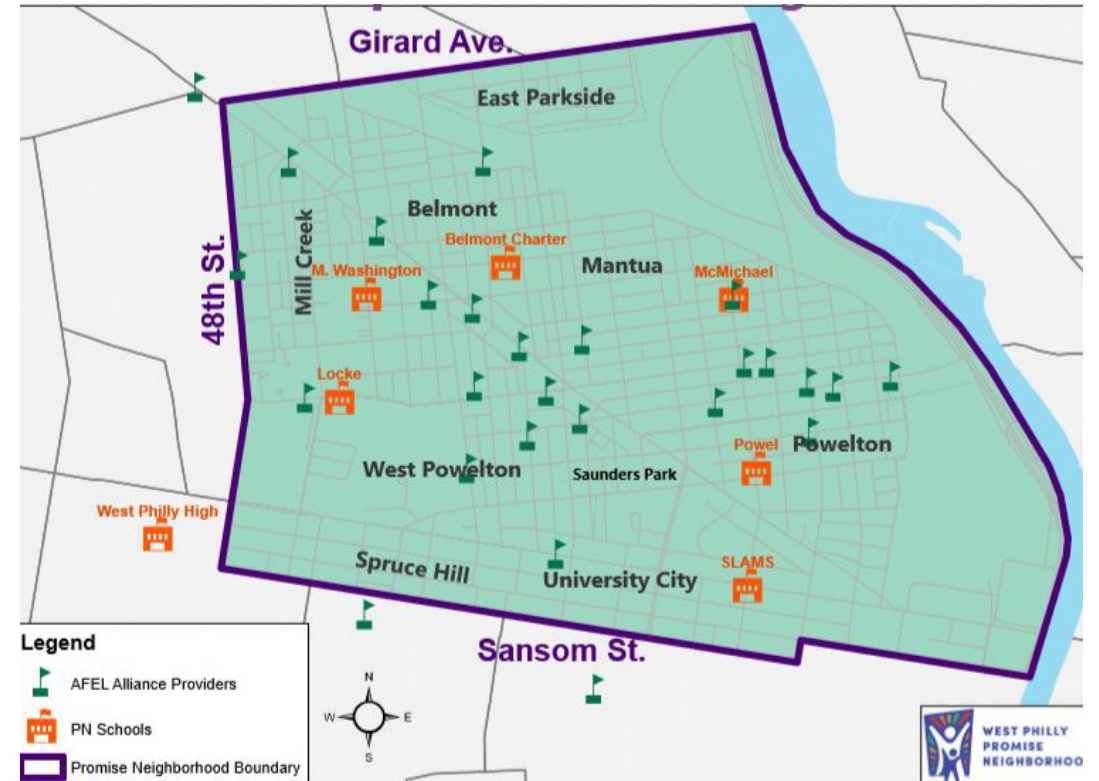 Girard Ave.
East Parkside
Belmont
Belmont Charter
48th St.
Mill Creek
M. Washington
Mantua
McMichael
Locke
West Powelton
Saunders Park
Powel
Powelton
West Philly High
Spruce Hill
University City
SLAMS
Sansom St.
Legend
AFEL Alliance Providers
PN Schools
Promise Neighborhood Boundary
N
W
E
S
WEST PHILLY
PROMISE
NEIGHBORHOO